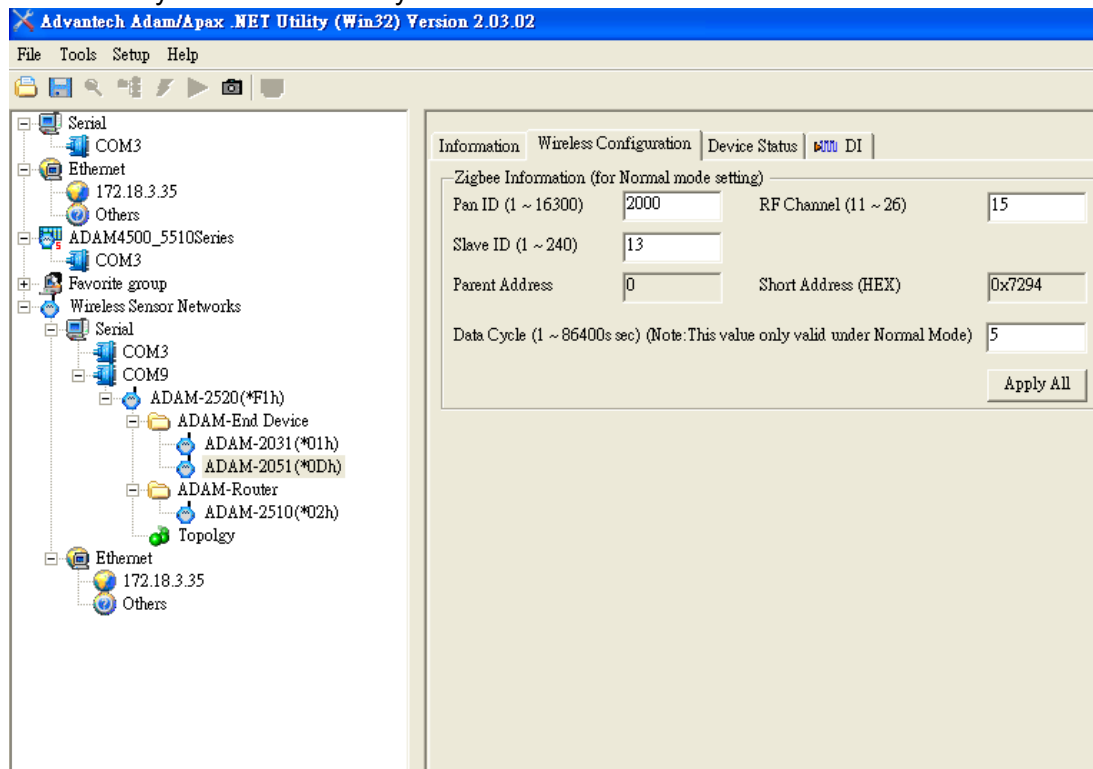 Advantech Adam/Apax .NET Utility (Win32) Version 2.03.02
File Tools Setup Help
Serial
COM3
Ethernet
172.18.3.35
Others
ADAM4500_5510Series
COM3
Favorite group
Wireless Sensor Networks
Serial
COM3
COM9
ADAM-2520(*F1h)
ADAM-End Device
ADAM-2031(*01h)
ADAM-2051(*0Dh)
ADAM-Router
ADAM-2510(*02h)
Topolgy
Ethernet
172.18.3.35
Others
Information Wireless Configuration Device Status DI
Zigbee Information (for Normal mode setting)
Pan ID (1 ~ 16300) 2000 RF Channel (11 ~ 26) 15
Slave ID (1 ~ 240) 13
Parent Address 0 Short Address (HEX) 0x7294
Data Cycle (1 ~ 86400s sec) (Note:This value only valid under Normal Mode) 5
Apply All